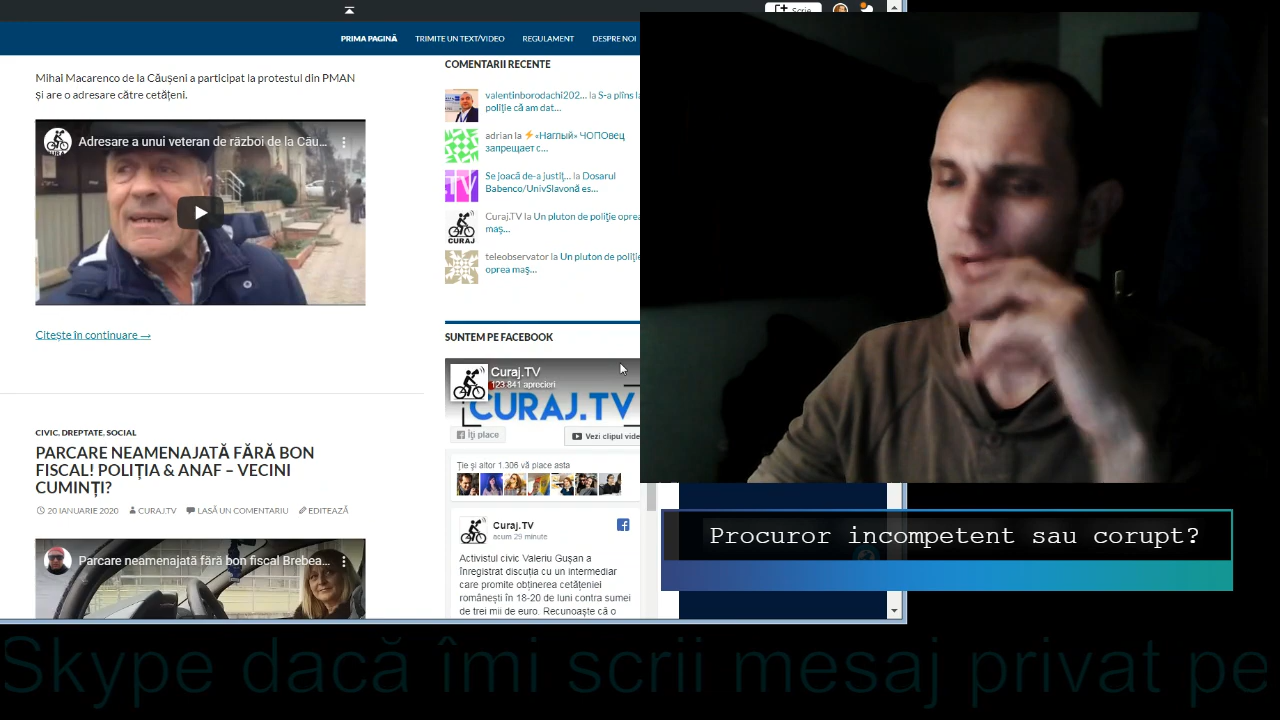 Scrie
PRIMA PAGINĂ TRIMITE UN TEXT/VIDEO REGULAMENT DESPRE NOI
Mihai Macarenco de la Căușeni a participat la protestul din PMAN
și are o adresare către cetățeni.
Adresare a unui veteran de război de la Cău...
CURAJ
Citește în continuare →
CIVIC, DREPTATE, SOCIAL
PARCARE NEAMENAJATĂ FĂRĂ BON
FISCAL! POLIȚIA & ANAF – VECINI
CUMINȚI?
20 IANUARIE 2020 CURAJ.TV LASĂ UN COMENTARIU EDITEAZĂ
Parcare neamenajată fără bon fiscal Brebea...
COMENTARII RECENTE
valentinborodachi202... la S-a plîns la
poliție că am dat...
adrian la ⚡«Наглый» ЧОПОвец
запрещает с...
.TV
Se joacă de-a justiț... la Dosarul
Babenco/UnivSlavonă es...
CURAJ
Curaj.TV la Un pluton de poliție oprea
maș...
teleobservator la Un pluton de poliție
oprea maș...
SUNTEM PE FACEBOOK
Curaj.TV
123 841 aprecieri
CURAJ.TV
Îți place Vezi clipul vide
Ție și altor 1.306 vă place asta
Curaj.TV
acum 29 minute
Activistul civic Valeriu Gușan a
înregistrat discuția cu un intermediar
care promite obținerea cetățeniei
românești în 18-20 de luni contra sumei
de trei mii de euro. Recunoaște că o
Procuror incompetent sau corupt?
Skype dacă îmi scrii mesaj privat pe